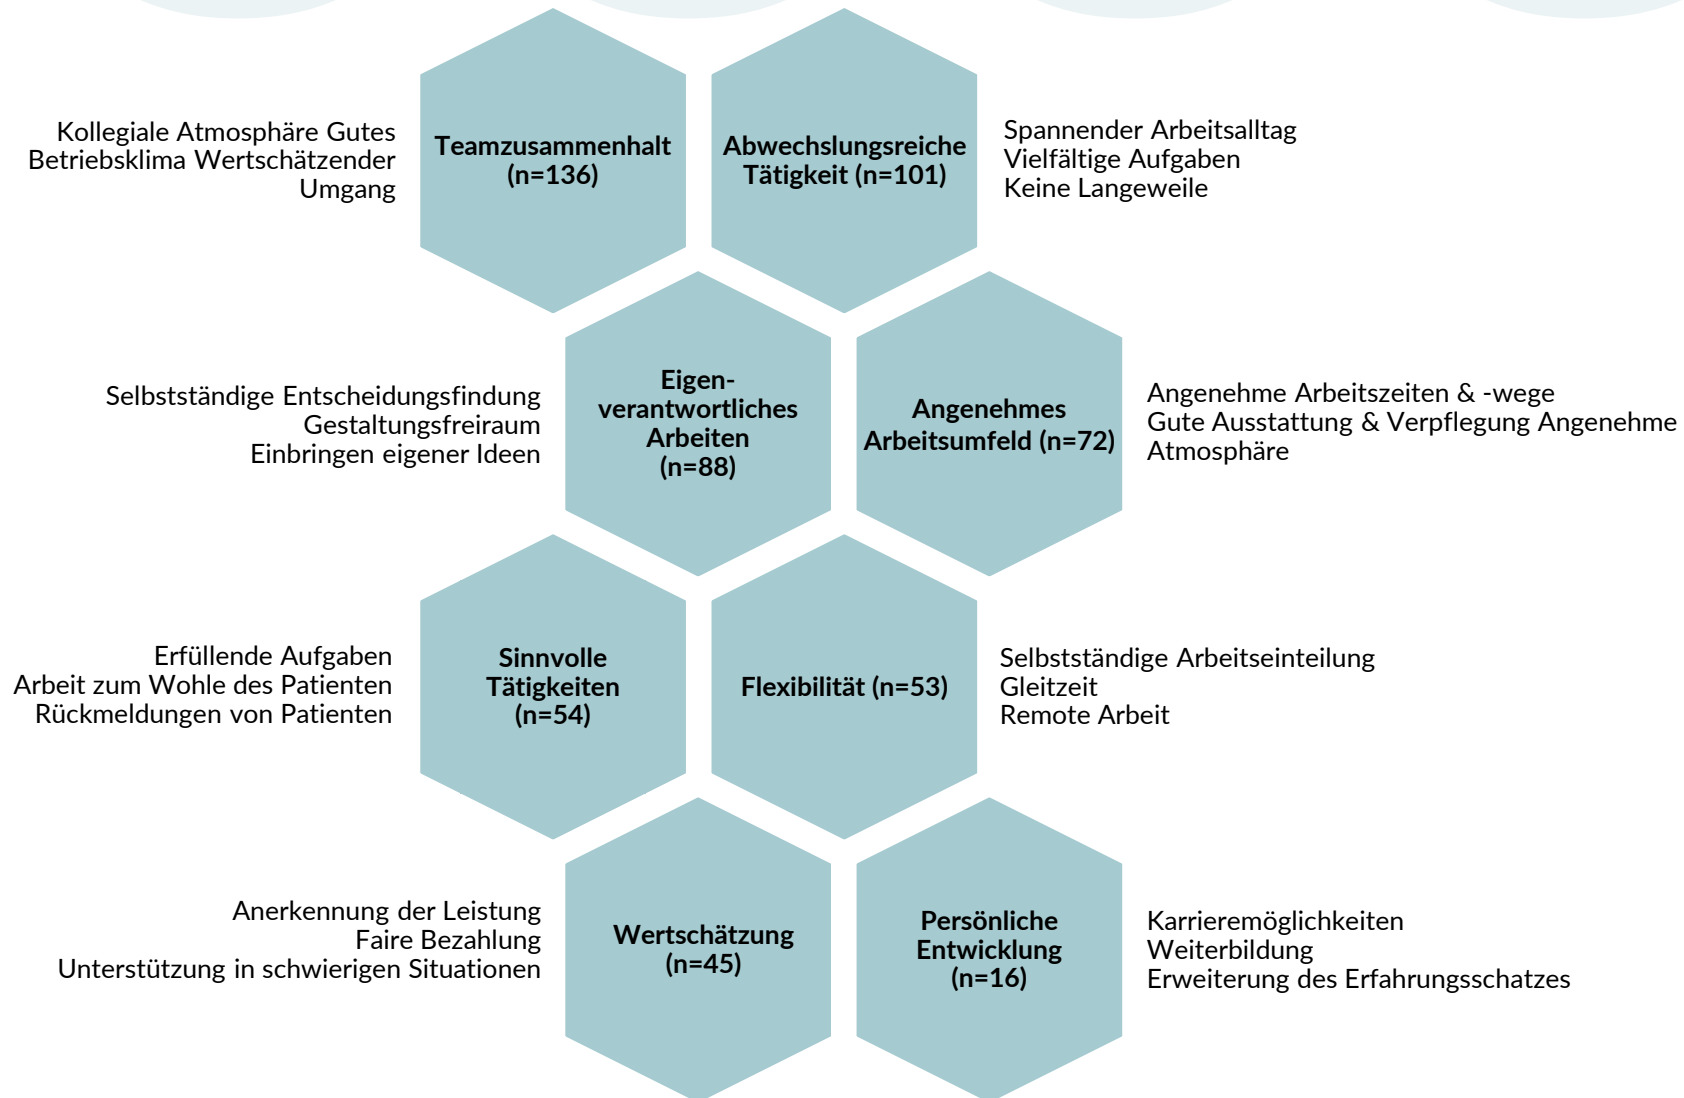 Kollegiale Atmosphäre Gutes
Betriebsklima Wertschätzender
Umgang
Teamzusammenhalt
(n=136)
Abwechslungsreiche
Tätigkeit (n=101)
Spannender Arbeitsalltag
Vielfältige Aufgaben
Keine Langeweile
Selbstständige Entscheidungsfindung
Gestaltungsfreiraum
Einbringen eigener Ideen
Eigen-
verantwortliches
Arbeiten
(n=88)
Angenehmes
Arbeitsumfeld (n=72)
Angenehme Arbeitszeiten & -wege
Gute Ausstattung & Verpflegung Angenehme
Atmosphäre
Erfüllende Aufgaben
Arbeit zum Wohle des Patienten
Rückmeldungen von Patienten
Sinnvolle
Tätigkeiten
(n=54)
Flexibilität (n=53)
Selbstständige Arbeitseinteilung
Gleitzeit
Remote Arbeit
Anerkennung der Leistung
Faire Bezahlung
Unterstützung in schwierigen Situationen
Wertschätzung
(n=45)
Persönliche
Entwicklung
(n=16)
Karrieremöglichkeiten
Weiterbildung
Erweiterung des Erfahrungsschatzes